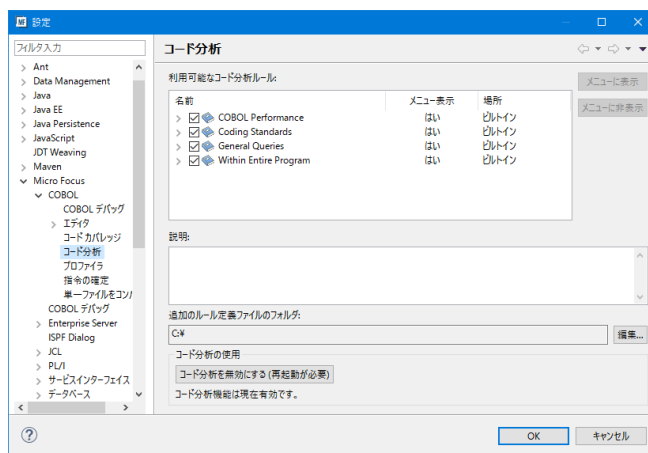 設定
フィルタ入力
Ant
Data Management
Java
Java EE
Java Persistence
JavaScript
JDT Weaving
Maven
Micro Focus
COBOL
COBOL デバッグ
エディタ
コード カバレッジ
コード分析
プロファイラ
指令の確定
単一ファイルをコンパ
COBOL デバッグ
Enterprise Server
ISPF Dialog
JCL
PL/I
サービスインターフェイス
データベース
コード分析
利用可能なコード分析ルール:
名前 メニュー表示 場所
COBOL Performance はい ビルトイン
Coding Standards はい ビルトイン
General Queries はい ビルトイン
Within Entire Program はい ビルトイン
メニューに表示
メニューに非表示
説明:
追加のルール定義ファイルのフォルダ:
C:¥
編集...
コード分析の使用
コード分析を無効にする (再起動が必要)
コード分析機能は現在有効です。
OK キャンセル